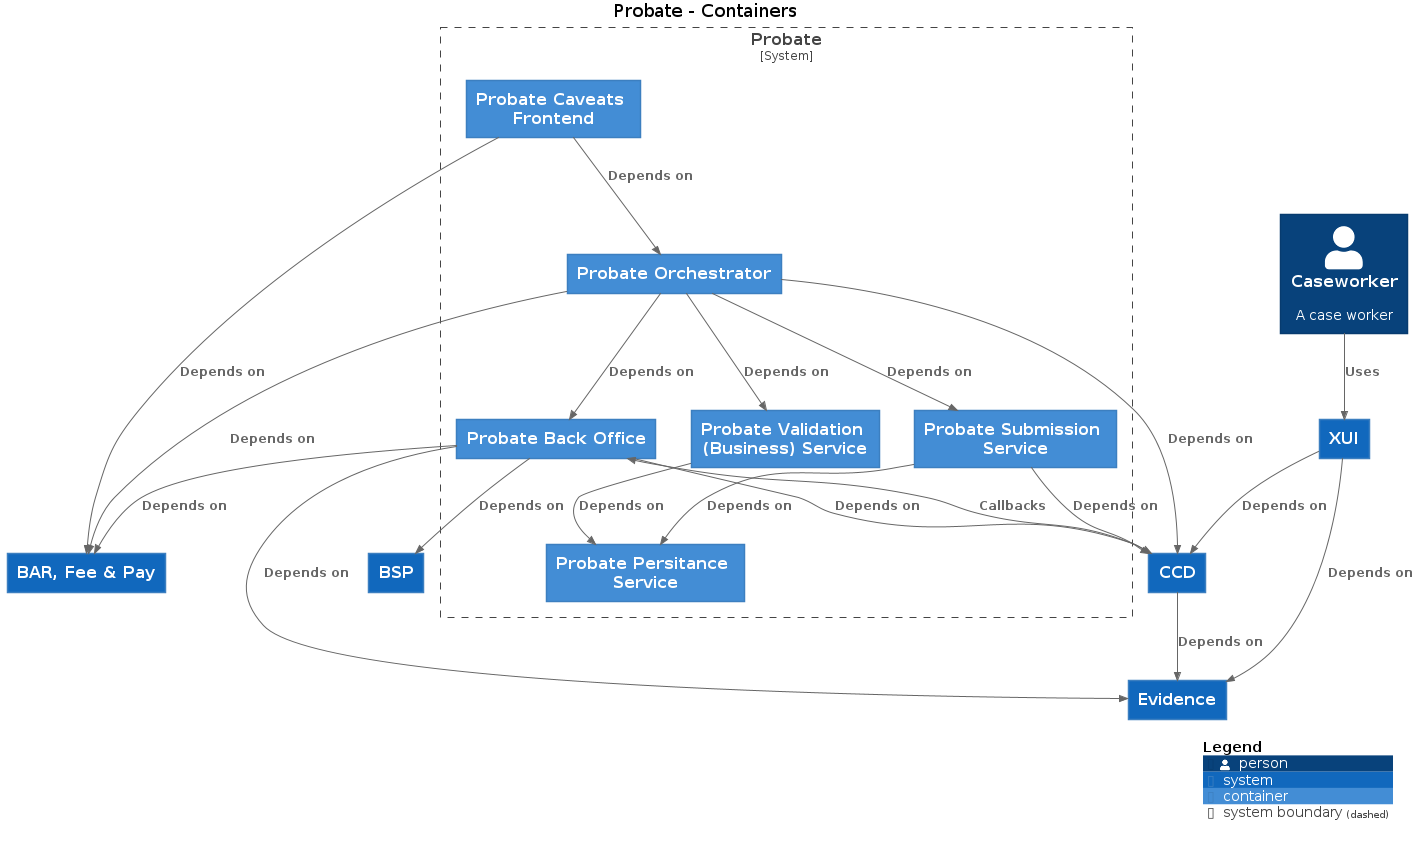 Probate - Containers
Probate
[System]
Probate Caveats
Frontend
Depends on
Probate Orchestrator
Caseworker
A case worker
Depends on
Depends on
Depends on
Depends on
Uses
Probate Back Office
Probate Validation
(Business) Service
Probate Submission
Service
Depends on
Depends on
XUI
Depends on
Depends on
Depends on
Depends on
Depends on
Callbacks
Depends on
Depends on
BAR, Fee & Pay
Depends on
BSP
Probate Persitance
Service
CCD
Depends on
Depends on
Evidence
Legend
person
system
container
system boundary (dashed)